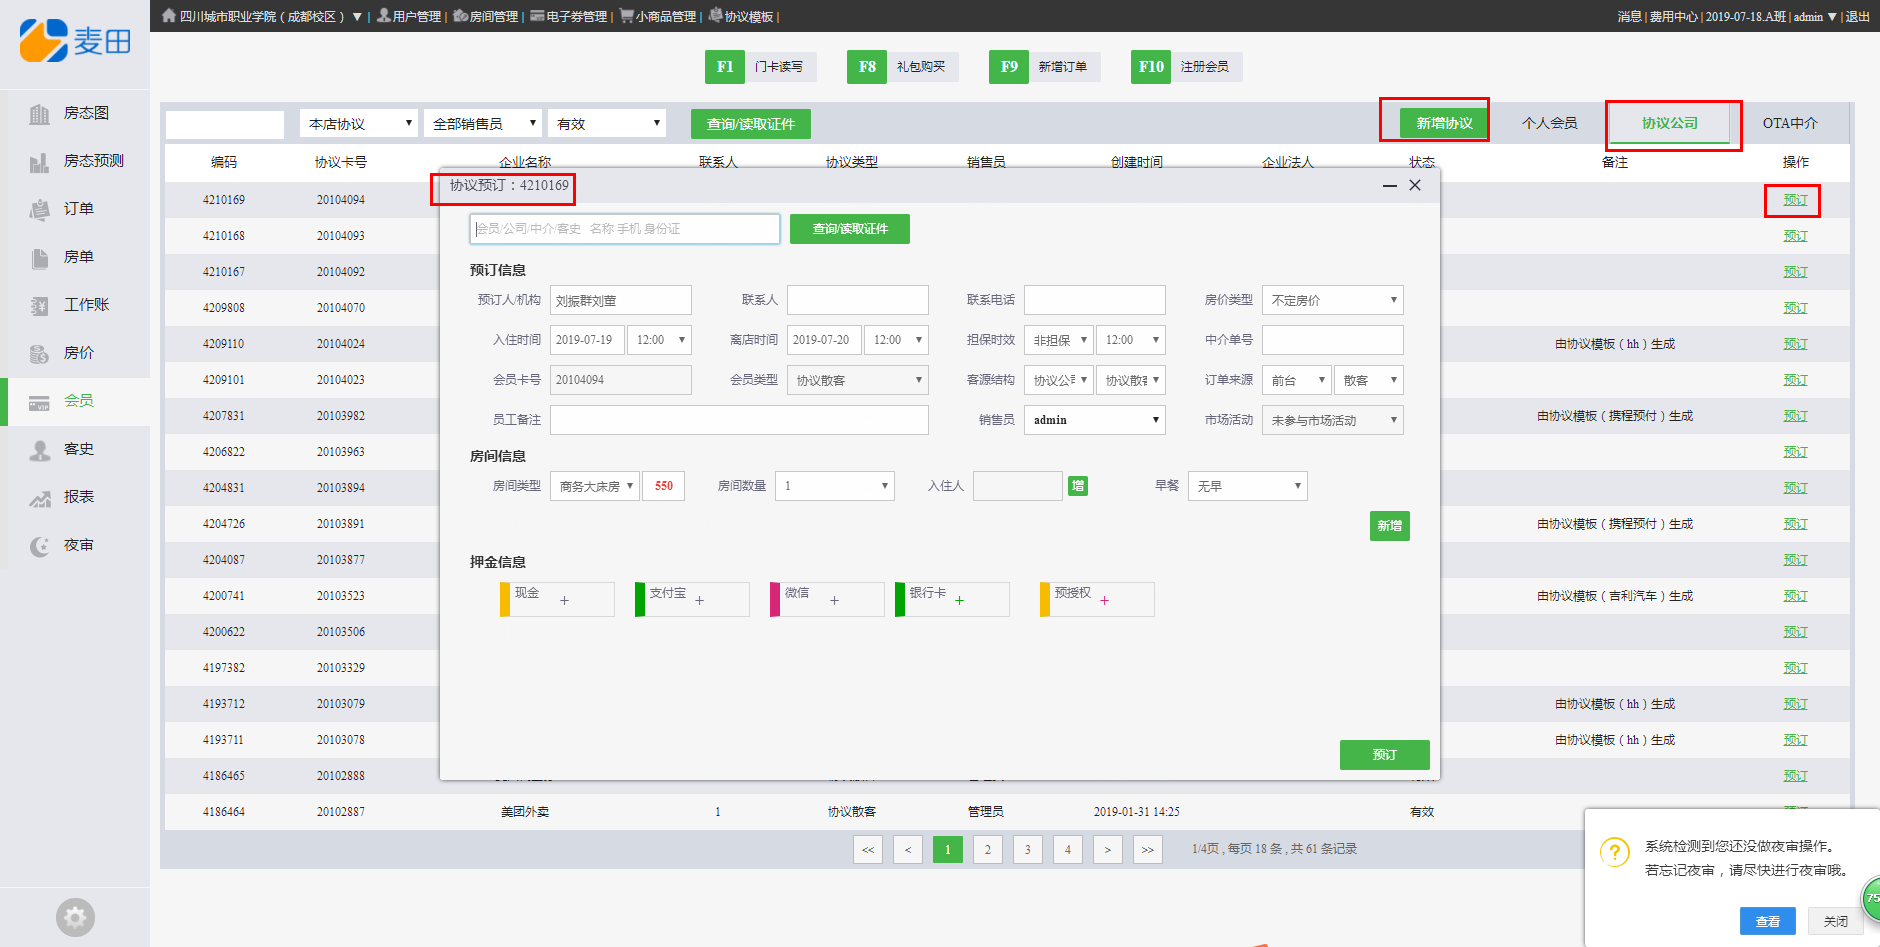 四川城市职业学院（成都校区） ▼ | 用户管理 | 房间管理 | 电子券管理 | 小商品管理 | 协议模板 |
消息 | 费用中心 | 2019-07-18.A班 | admin ▼ | 退出
麦田
F1 门卡读写 F8 礼包购买 F9 新增订单 F10 注册会员
房态图
房态预测
订单
房单
工作账
房价
会员
客史
报表
夜审
本店协议 全部销售员 有效 查询/读取证件 新增协议 个人会员 协议公司 OTA中介
编码 协议卡号 企业名称 联系人 协议类型 销售员 创建时间 企业法人 状态 备注 操作
4210169 20104094 预订
4210168 20104093 预订
4210167 20104092 预订
4209808 20104070 预订
4209110 20104024 由协议模板（hh）生成 预订
4209101 20104023 预订
4207831 20103982 由协议模板（携程预付）生成 预订
4206822 20103963 预订
4204831 20103894 预订
4204726 20103891 由协议模板（携程预付）生成 预订
4204087 20103877 预订
4200741 20103523 由协议模板（吉利汽车）生成 预订
4200622 20103506 预订
4197382 20103329 预订
4193712 20103079 由协议模板（hh）生成 预订
4193711 20103078 由协议模板（hh）生成 预订
4186465 20102888 预订
4186464 20102887 美团外卖 1 协议散客 管理员 2019-01-31 14:25 有效
<< < 1 2 3 4 > >> 1/4页 , 每页 18 条 , 共 61 条记录
协议预订：4210169
会员/公司/中介/客史 名称 手机 身份证 查询/读取证件
预订信息
预订人/机构 刘振群刘董 联系人 联系电话 房价类型 不定房价
入住时间 2019-07-19 12:00 离店时间 2019-07-20 12:00 担保时效 非担保 12:00 中介单号
会员卡号 20104094 会员类型 协议散客 客源结构 协议公司 协议散客 订单来源 前台 散客
员工备注 销售员 admin 市场活动 未参与市场活动
房间信息
房间类型 商务大床房 550 房间数量 1 入住人 增 早餐 无早
新增
押金信息
现金 + 支付宝 + 微信 + 银行卡 + 预授权 +
预订
系统检测到您还没做夜审操作。
若忘记夜审，请尽快进行夜审哦。
查看 关闭
75